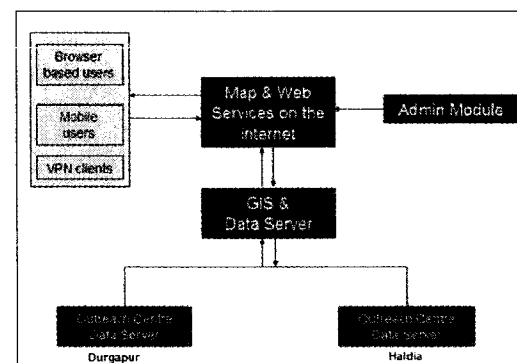 Browser
based users
Mobile
users
VPN clients
Map & Web
Services on the
internet
Admin Module
GIS &
Data Server
Outreach Centre
Data Server
Durgapur
Outreach Centre
Data Server
Haldia